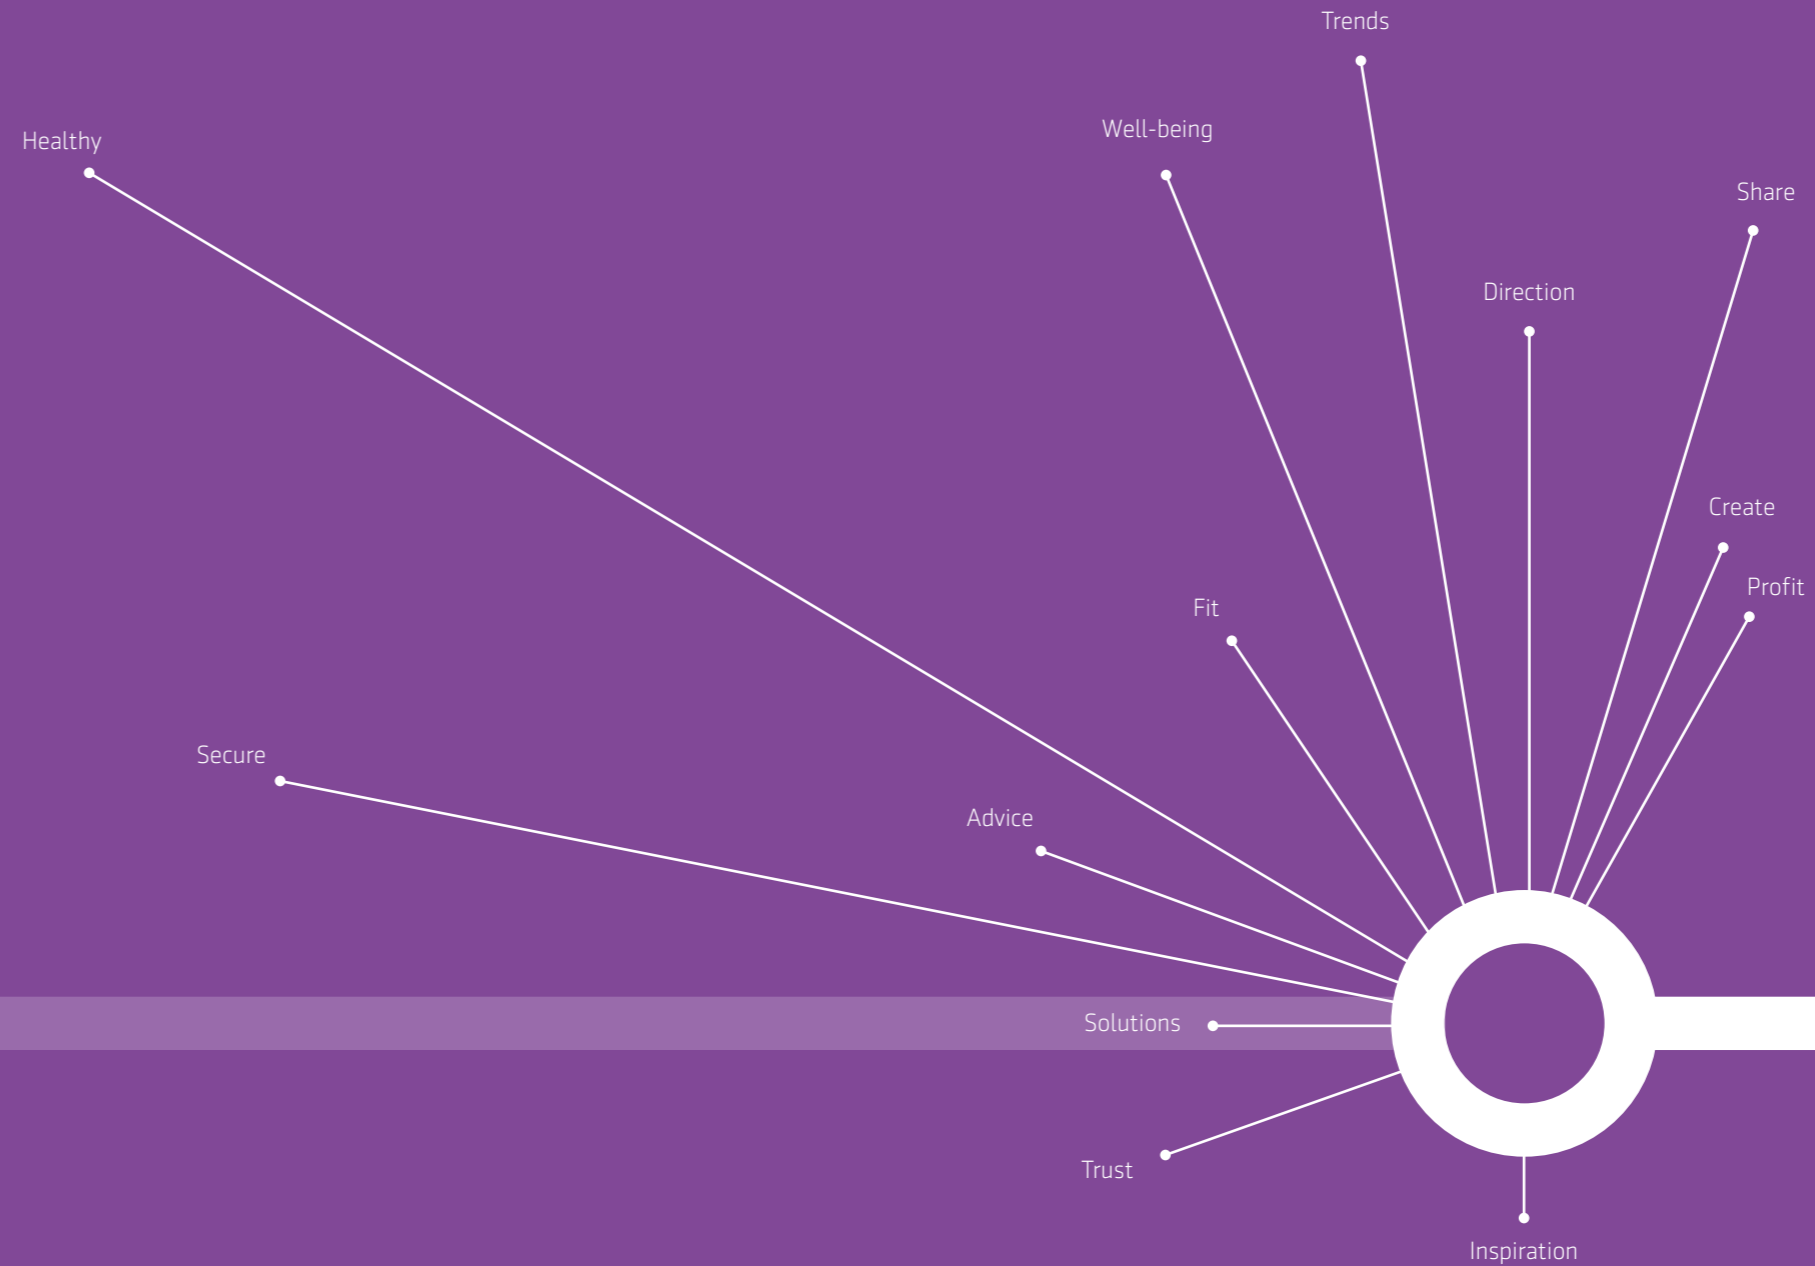 Trends
Well-being
Healthy
Share
Direction
Create
Profit
Fit
Secure
Advice
Solutions
Trust
Inspiration